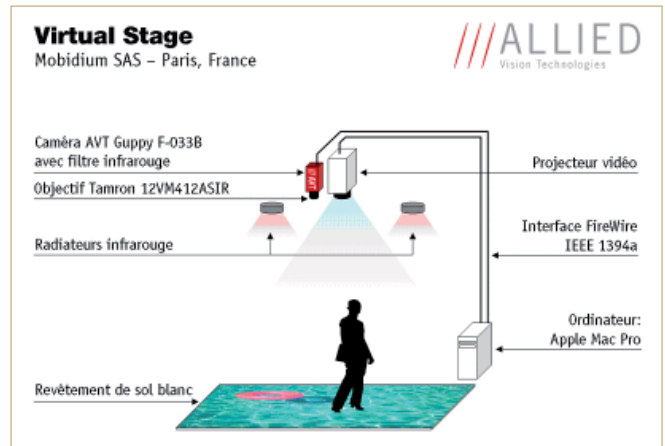 Virtual Stage
Mobidium SAS – Paris, France
ALLIED
Vision Technologies
Caméra AVT Guppy F-033B
avec filtre infrarouge
Objectif Tamron 12VM412ASIR
Radiateurs infrarouge
Revêtement de sol blanc
Projecteur vidéo
Interface FireWire
IEEE 1394a
Ordinateur:
Apple Mac Pro
AVT